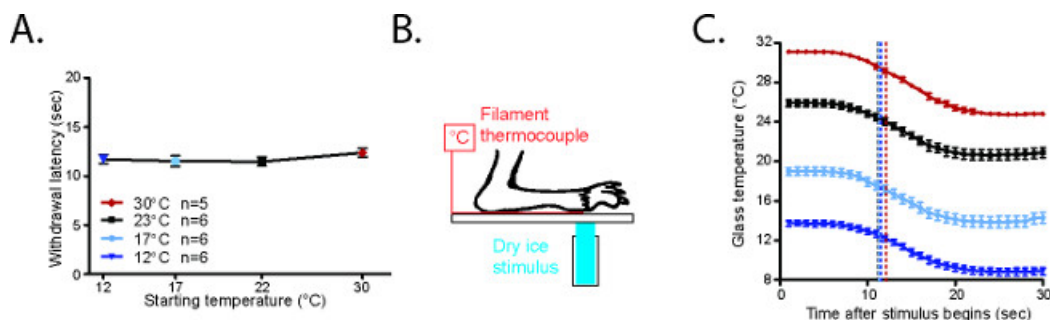 A.
B.
C.
Withdrawal latency (sec)
20
15
10
5
0
30°C n=5
23°C n=6
17°C n=6
12°C n=6
12
17
22
30
Starting temperature (°C)
°C
Filament
thermocouple
Dry ice
stimulus
Glass temperature (°C)
32
28
24
20
16
12
8
0
10
20
30
Time after stimulus begins (sec)